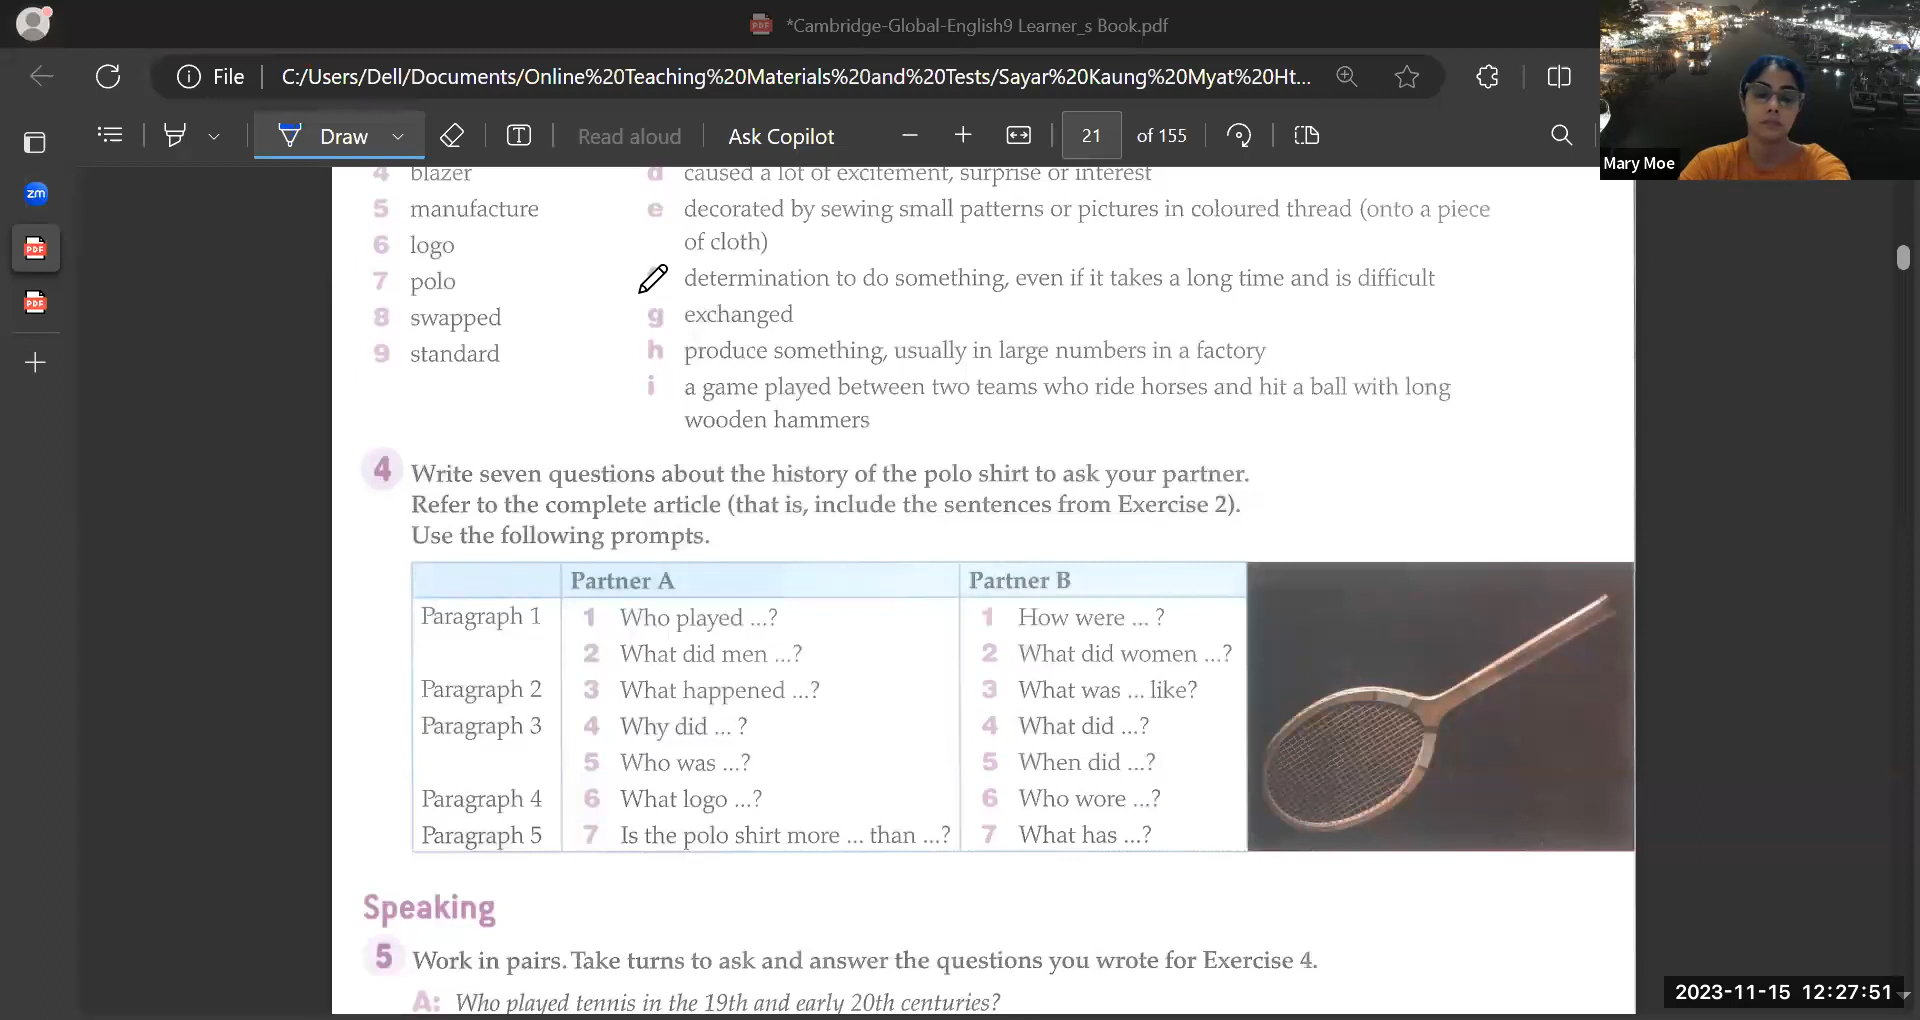 *Cambridge-Global-English9 Learner_s Book.pdf
File
C:/Users/Dell/Documents/Online%20Teaching%20Materials%20and%20Tests/Sayar%20Kaung%20Myat%20Ht...
Draw
Read aloud
Ask Copilot
21 of 155
Mary Moe
zm
PDF
PDF
4 blazer
5 manufacture
6 logo
7 polo
8 swapped
9 standard
d caused a lot of excitement, surprise or interest
e decorated by sewing small patterns or pictures in coloured thread (onto a piece
of cloth)
determination to do something, even if it takes a long time and is difficult
g exchanged
h produce something, usually in large numbers in a factory
i a game played between two teams who ride horses and hit a ball with long
wooden hammers
4 Write seven questions about the history of the polo shirt to ask your partner.
Refer to the complete article (that is, include the sentences from Exercise 2).
Use the following prompts.
Partner A Partner B
Paragraph 1 1 Who played ...? 1 How were ... ?
2 What did men ...? 2 What did women ...?
Paragraph 2 3 What happened ...? 3 What was ... like?
Paragraph 3 4 Why did ... ? 4 What did ...?
5 Who was ...? 5 When did ...?
Paragraph 4 6 What logo ...? 6 Who wore ...?
Paragraph 5 7 Is the polo shirt more ... than ...? 7 What has ...?
Speaking
5 Work in pairs. Take turns to ask and answer the questions you wrote for Exercise 4.
A: Who played tennis in the 19th and early 20th centuries?
2023-11-15 12:27:51